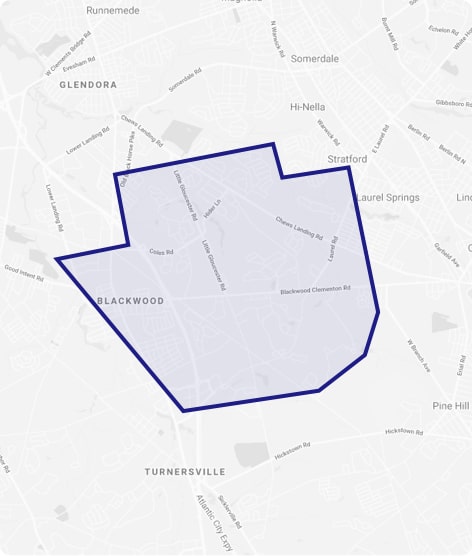 Runnemede
Somerdale
N Warwick Rd
Burnt Mill Rd
Echelon Rd
White Ho
W Clements Bridge Rd
Evesham Rd
GLENDORA
Somerdale Rd
Gibbsboro Rd
Hi-Nella
Chews Landing Rd
Warwick Rd
E Laurel Rd
Berlin Rd
Berlin Rd N
Lower Landing Rd
Old Black Horse Pike
Stratford
Little Gloucester Rd
Hider Ln
Laurel Springs
Lower Landing Rd
Chews Landing Rd
Laurel Rd
Coles Rd
Little Gloucester Rd
Garfield Ave
Good Intent Rd
Blackwood Clementon Rd
BLACKWOOD
W Branch Ave
Erial Rd
Pine Hill
Hickstown Rd
Hickstown Rd
TURNERSVILLE
Atlantic City Expy
Sicklerville Rd